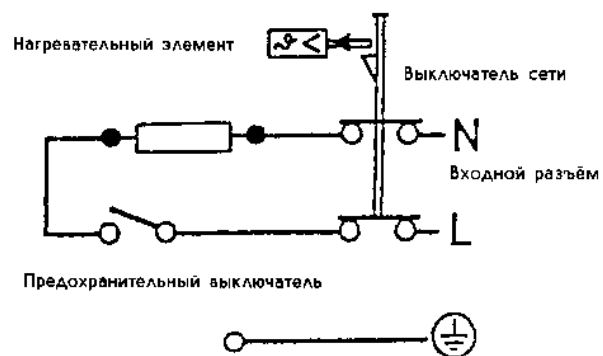 Нагревательный элемент
ϑ <
Выключатель сети
N
Входной разъём
L
Предохранительный выключатель